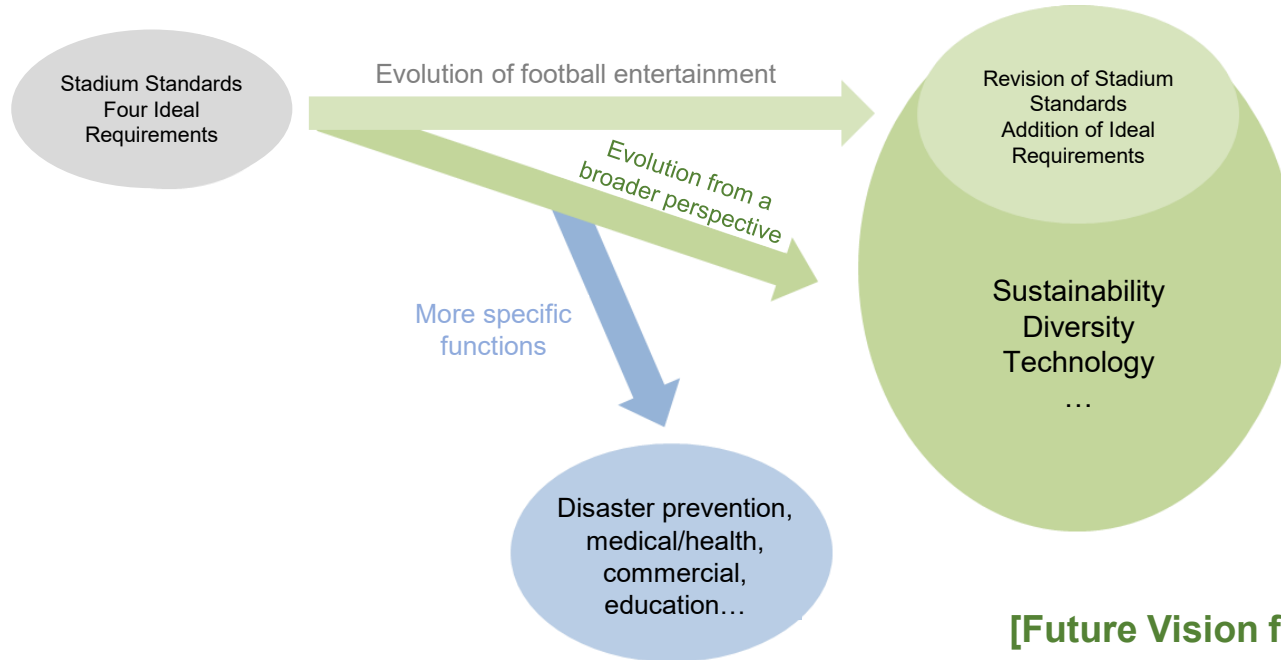 Stadium Standards
Four Ideal
Requirements
Evolution of football entertainment
Revision of Stadium
Standards
Addition of Ideal
Requirements
Evolution from a
broader perspective
More specific
functions
Sustainability
Diversity
Technology
…
Disaster prevention,
medical/health,
commercial,
education…
[Future Vision f